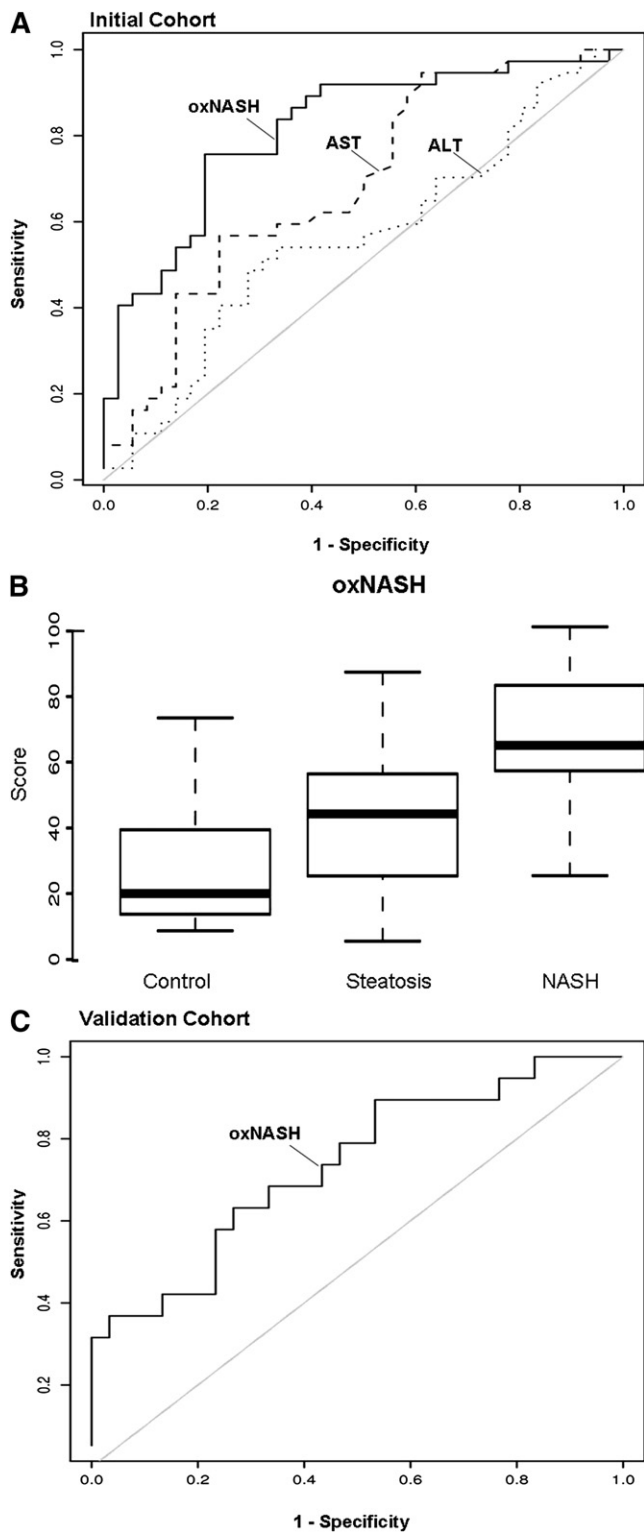 A
Initial Cohort
1.0
0.8
0.6
0.4
0.2
0.0
Sensitivity
oxNASH
AST
ALT
0.0 0.2 0.4 0.6 0.8 1.0
1 - Specificity
B
oxNASH
100
80
60
40
20
0
Score
Control Steatosis NASH
C
Validation Cohort
1.0
0.8
0.6
0.4
0.2
Sensitivity
oxNASH
0.0 0.2 0.4 0.6 0.8 1.0
1 - Specificity